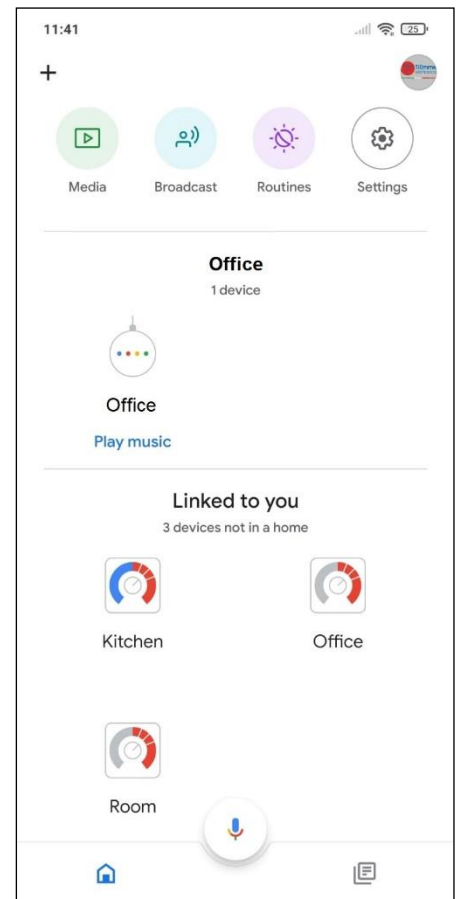 11:41
25
Media Broadcast Routines Settings
Office
1 device
Office
Play music
Linked to you
3 devices not in a home
Kitchen Office
Room